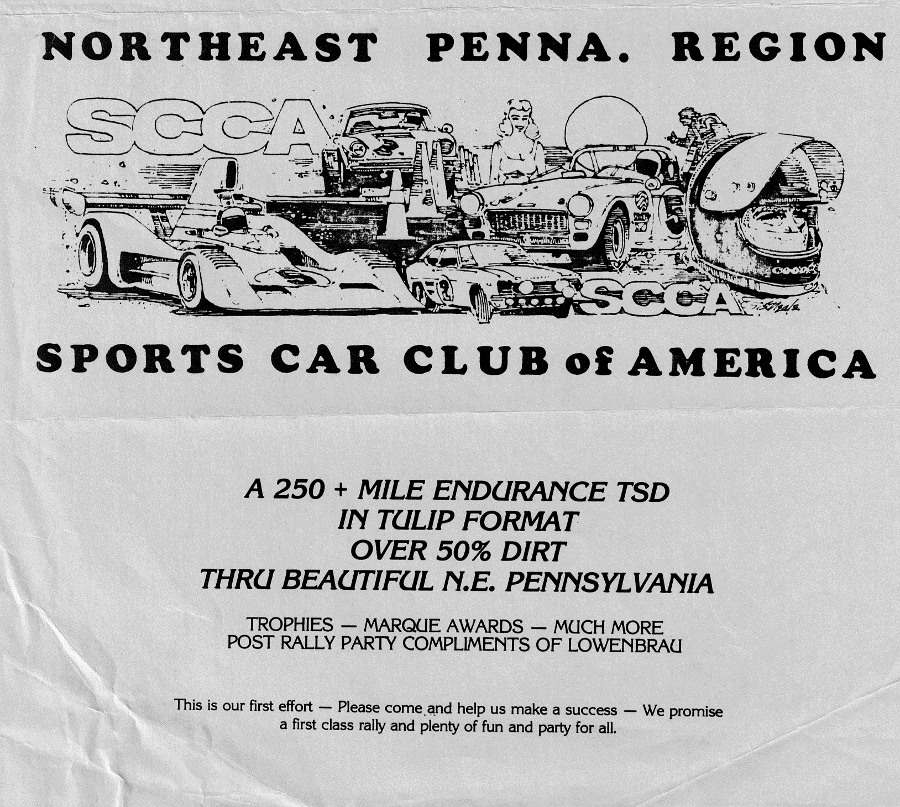 NORTHEAST PENNA. REGION
SCCA
2
GOOD
SCCA
SPORTS CAR CLUB of AMERICA
A 250 + MILE ENDURANCE TSD
IN TULIP FORMAT
OVER 50% DIRT
THRU BEAUTIFUL N.E. PENNSYLVANIA
TROPHIES — MARQUE AWARDS — MUCH MORE
POST RALLY PARTY COMPLIMENTS OF LOWENBRAU
This is our first effort — Please come and help us make a success — We promise
a first class rally and plenty of fun and party for all.